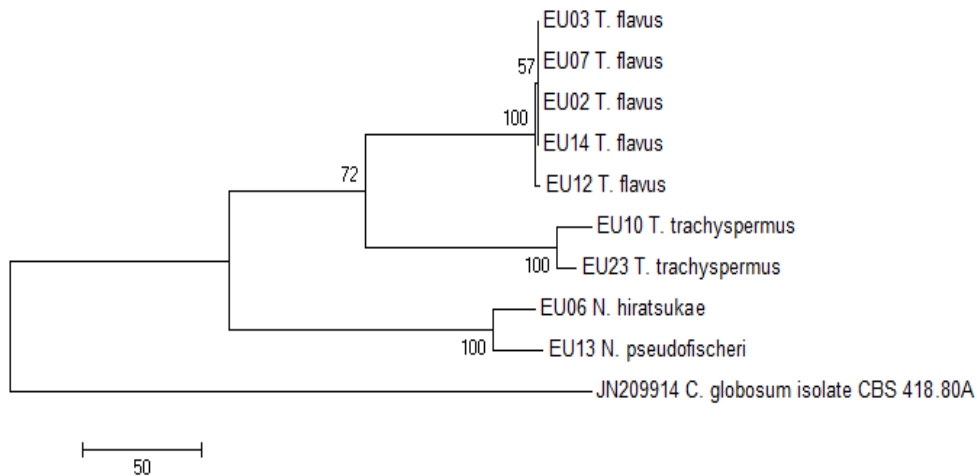 EU03 T. flavus
57
EU07 T. flavus
EU02 T. flavus
100
EU14 T. flavus
72
EU12 T. flavus
EU10 T. trachyspermus
100
EU23 T. trachyspermus
EU06 N. hiratsukae
100
EU13 N. pseudofischeri
JN209914 C. globosum isolate CBS 418.80A
50